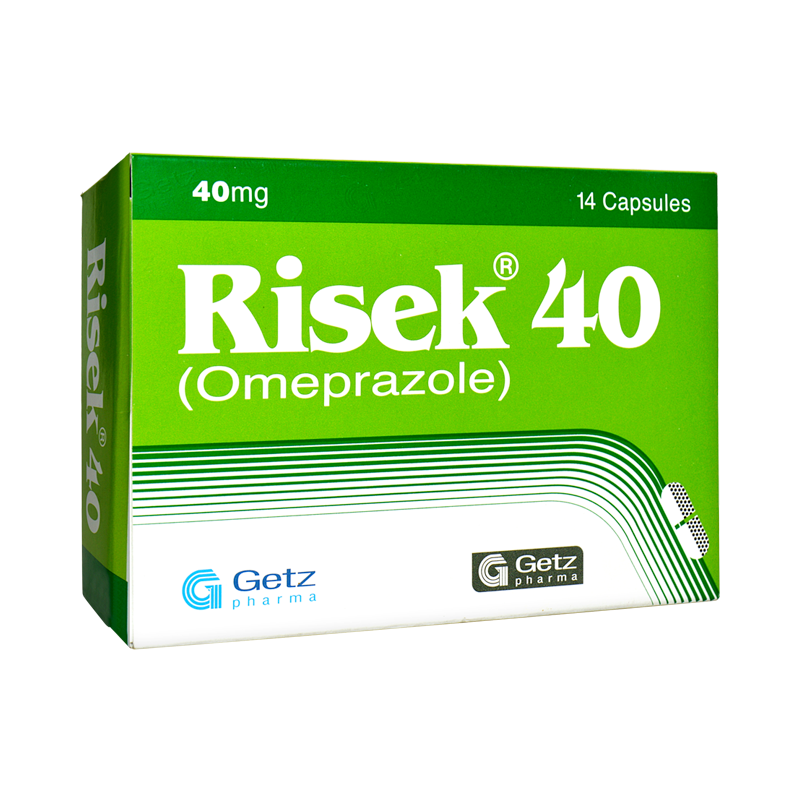 40mg
14 Capsules
Risek® 40
(Omeprazole)
Getz
pharma
Getz
pharma
Risek® 40